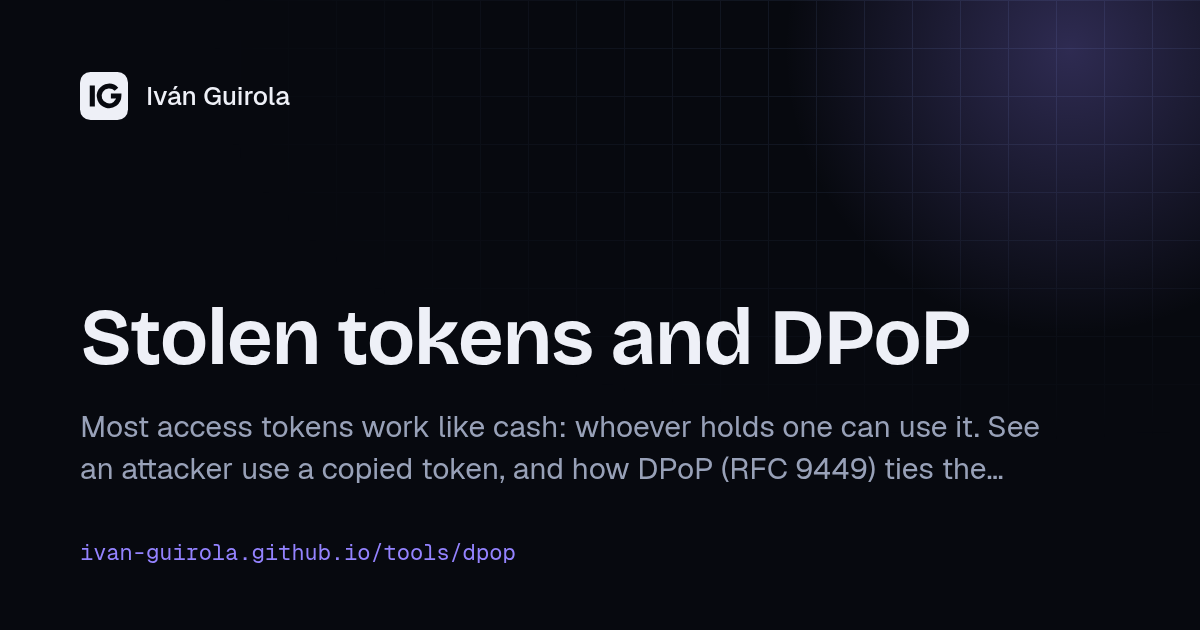 IG
Iván Guirola
Stolen tokens and DPoP
Most access tokens work like cash: whoever holds one can use it. See
an attacker use a copied token, and how DPoP (RFC 9449) ties the…
ivan-guirola.github.io/tools/dpop